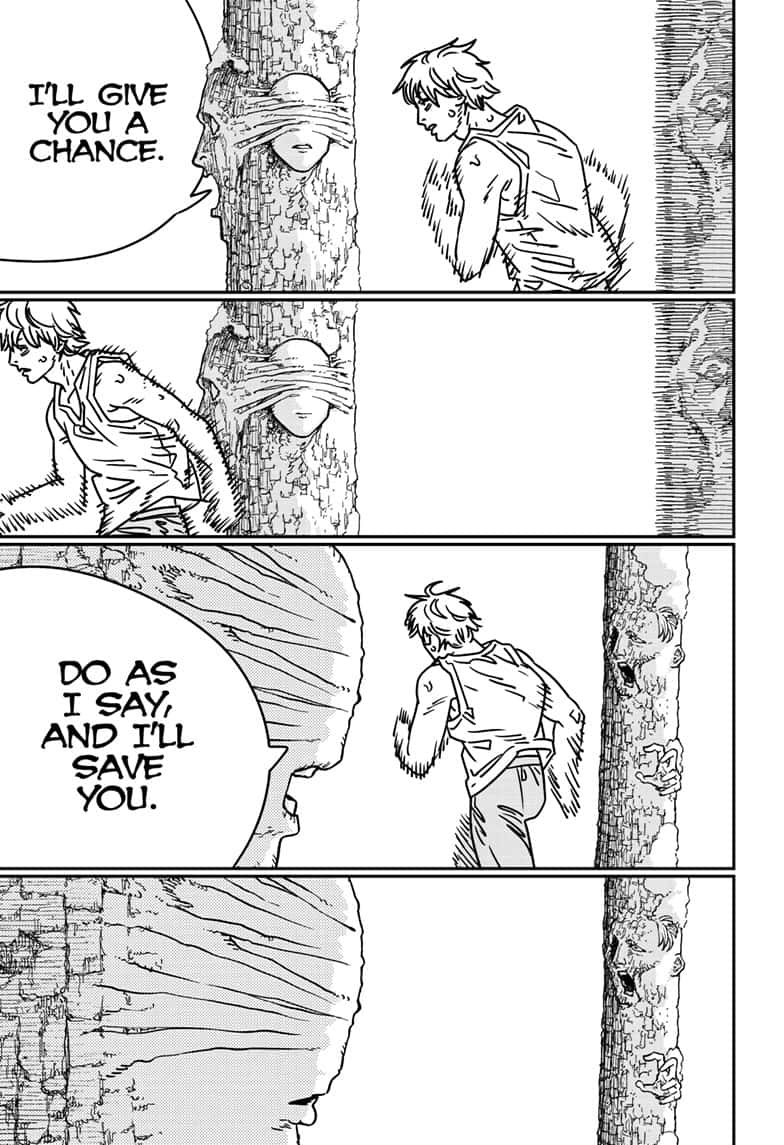 I'LL GIVE
YOU A
CHANCE.
DO AS
I SAY,
AND I'LL
SAVE
YOU.